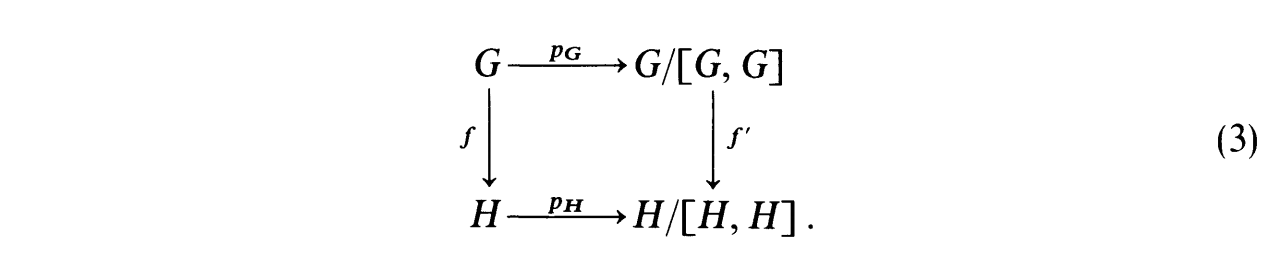 G p_G G/[G, G]
f f′ (3)
H p_H H/[H, H].